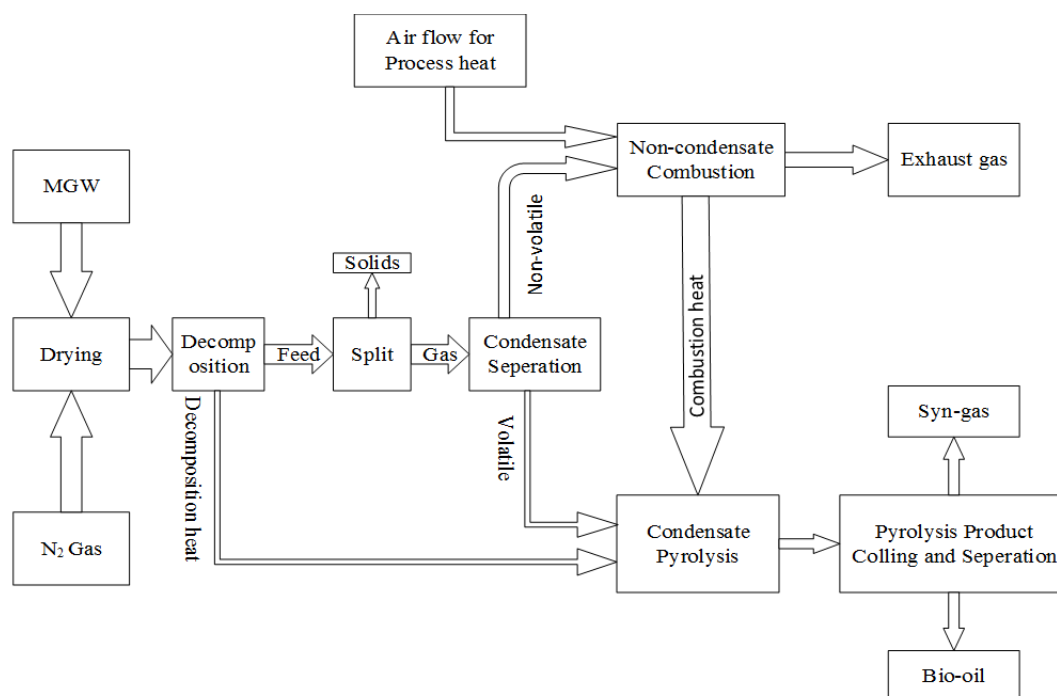 Air flow for
Process heat
Non-condensate
Combustion
Exhaust gas
MGW
Non-volatile
Solids
Combustion heat
Drying
Decomp
osition
Feed
Split
Gas
Condensate
Seperation
Decomposition heat
Volatile
Syn-gas
N₂ Gas
Condensate
Pyrolysis
Pyrolysis Product
Colling and Seperation
Bio-oil